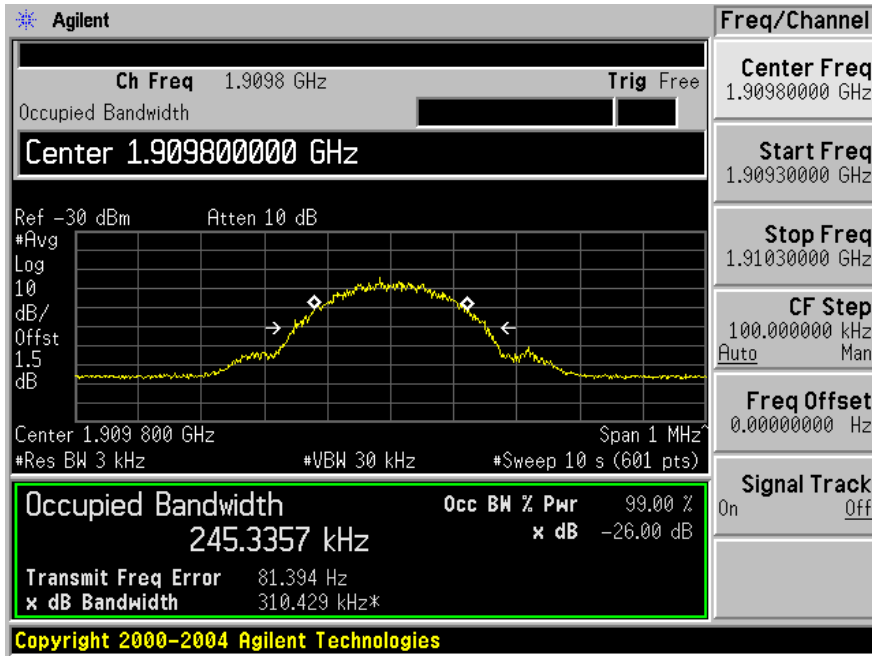 Agilent
Freq/Channel
Ch Freq 1.9098 GHz Trig Free
Occupied Bandwidth
Center 1.909800000 GHz
Ref -30 dBm Atten 10 dB
#Avg
Log
10
dB/
Offst
1.5
dB
Center 1.909 800 GHz Span 1 MHz^
#Res BW 3 kHz #VBW 30 kHz #Sweep 10 s (601 pts)
Occupied Bandwidth Occ BW % Pwr 99.00 %
245.3357 kHz x dB -26.00 dB
Transmit Freq Error 81.394 Hz
x dB Bandwidth 310.429 kHz*
Copyright 2000-2004 Agilent Technologies
Center Freq
1.90980000 GHz
Start Freq
1.90930000 GHz
Stop Freq
1.91030000 GHz
CF Step
100.000000 kHz
Auto Man
Freq Offset
0.00000000 Hz
Signal Track
On Off